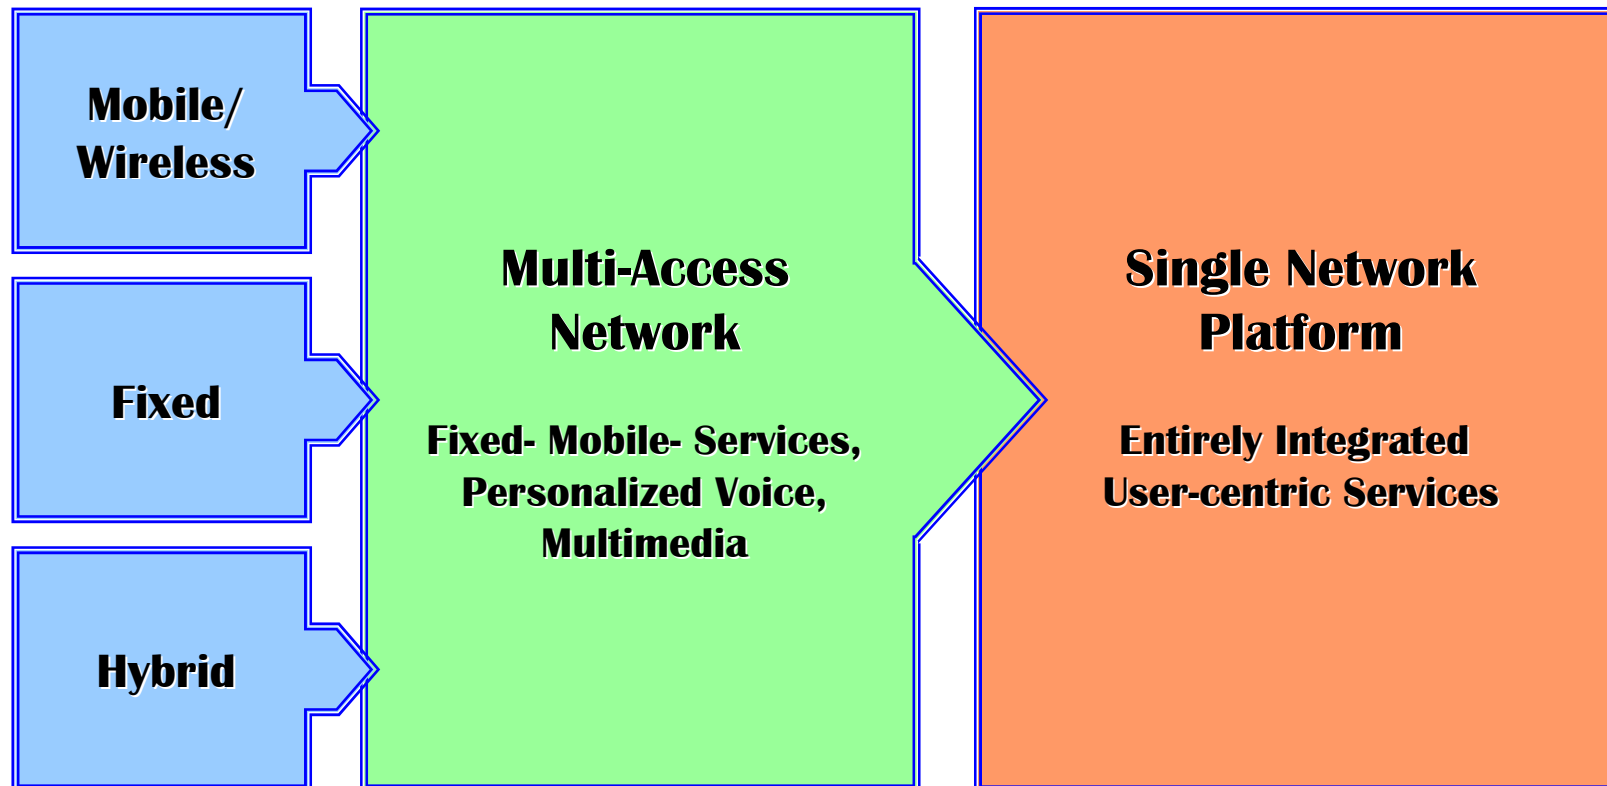 Mobile/
Wireless
Fixed
Hybrid
Multi-Access
Network
Fixed- Mobile- Services,
Personalized Voice,
Multimedia
Single Network
Platform
Entirely Integrated
User-centric Services